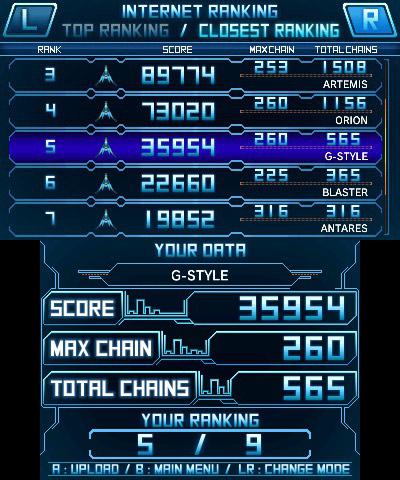 L INTERNET RANKING R
TOP RANKING / CLOSEST RANKING
RANK SCORE MAXCHAIN TOTALCHAINS
3 89774 253 1508
ARTEMIS
4 73020 260 1156
ORION
5 35954 260 565
G-STYLE
6 22660 225 365
BLASTER
7 19852 316 316
ANTARES
YOUR DATA
G-STYLE
SCORE 35954
MAX CHAIN 260
TOTAL CHAINS 565
YOUR RANKING
5 / 9
A : UPLOAD / B : MAIN MENU / LR : CHANGE MODE